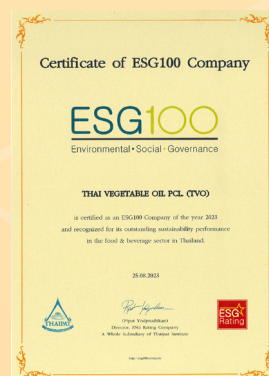 Certificate of ESG100 Company
ESG100
Environmental • Social • Governance
THAI VEGETABLE OIL PCL. (TVO)
is certified as an ESG100 Company of the year 2023
and recognized for its outstanding sustainability performance
in the food & beverage sector in Thailand.
25.08.2023
(Pipat Yodprudtikan)
Director, ESG Rating Company
A Whole Subsidiary of Thaipat Institute
THAIPAT
ESG
Rating